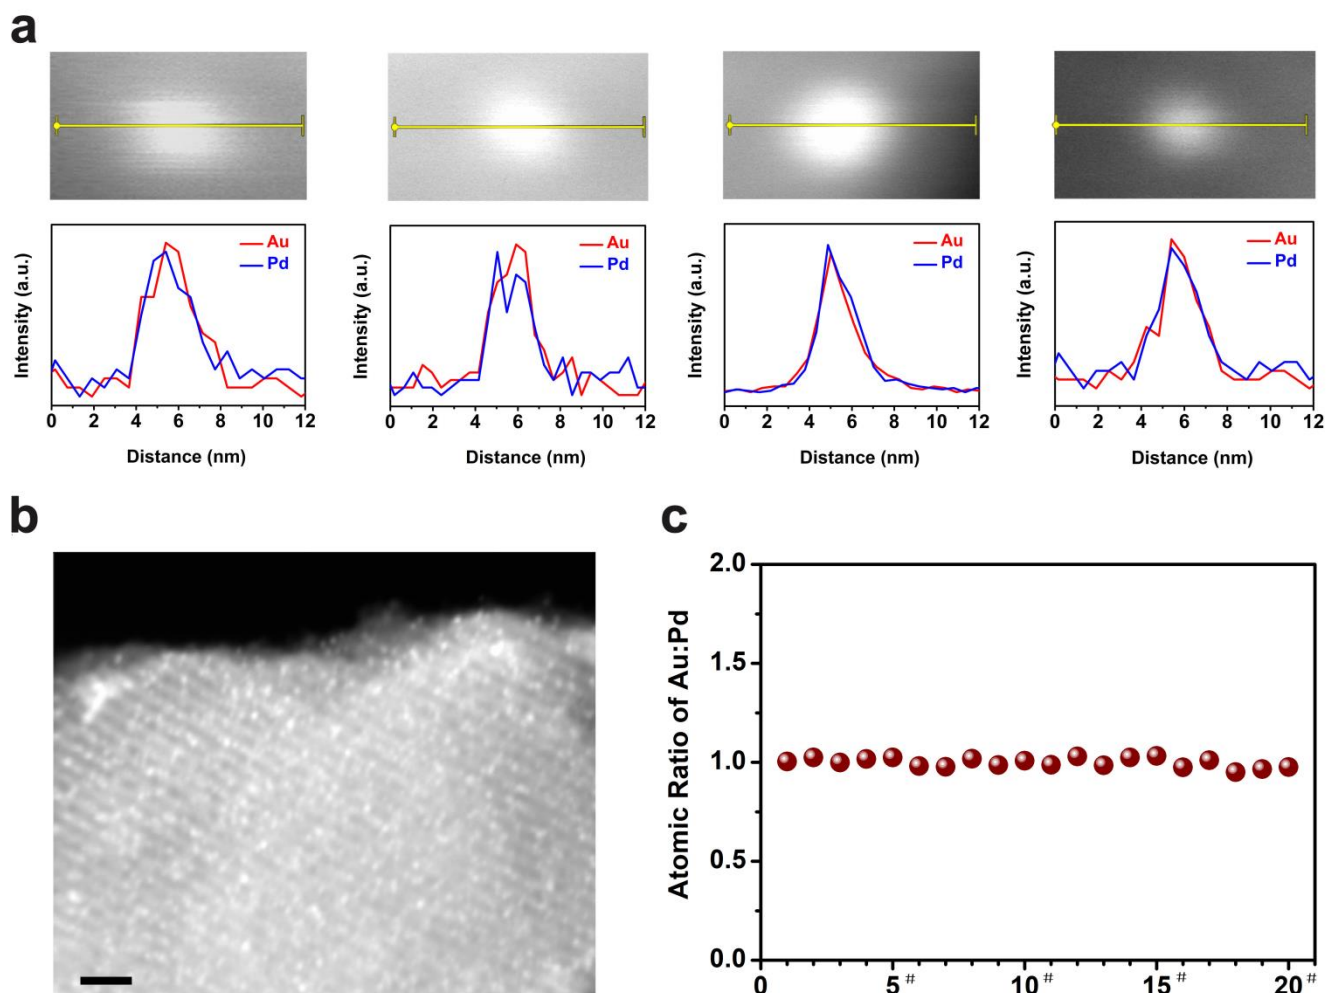 a
Au
Pd
Intensity (a.u.)
0 2 4 6 8 10 12
Distance (nm)
Au
Pd
Intensity (a.u.)
0 2 4 6 8 10 12
Distance (nm)
Au
Pd
Intensity (a.u.)
0 2 4 6 8 10 12
Distance (nm)
Au
Pd
Intensity (a.u.)
0 2 4 6 8 10 12
Distance (nm)
b
c
Atomic Ratio of Au:Pd
2.0
1.5
1.0
0.5
0.0
0 5# 10# 15# 20#